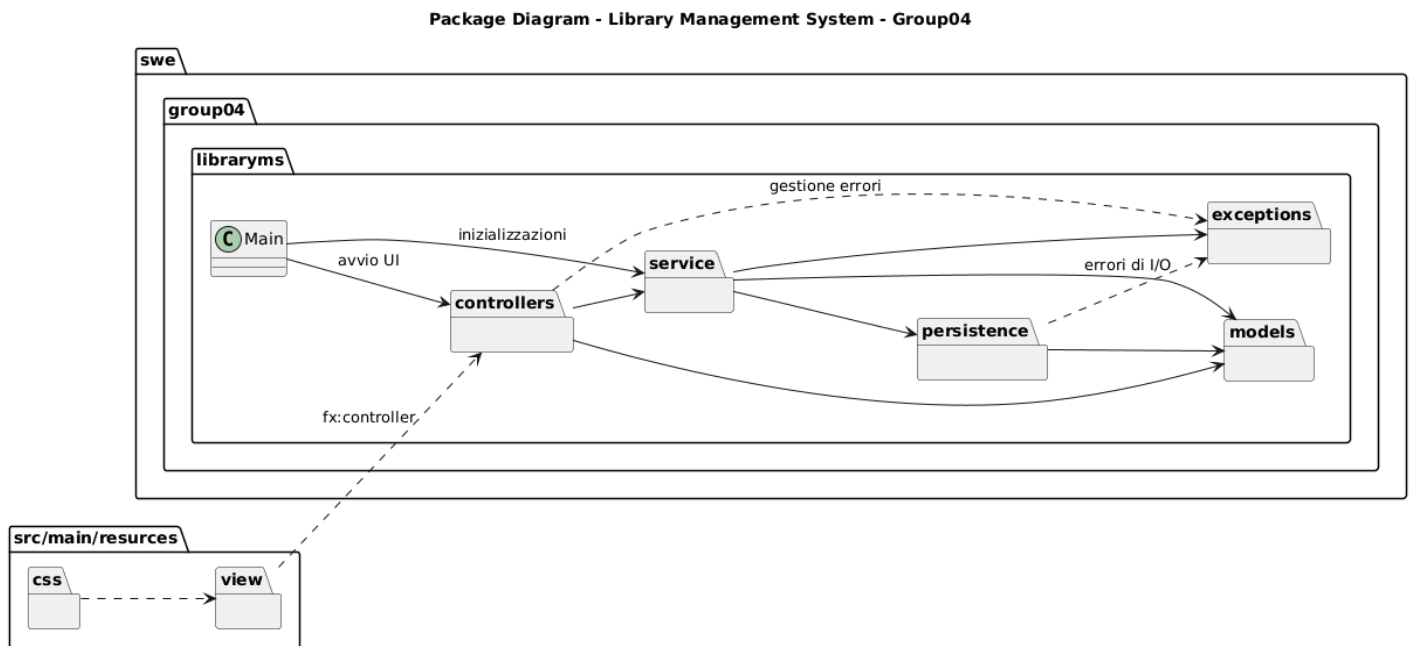 Package Diagram - Library Management System - Group04
swe
group04
libraryms
gestione errori
exceptions
C Main
inizializzazioni
avvio UI
service
errori di I/O
controllers
persistence
models
fx:controller
src/main/resurces
css
view